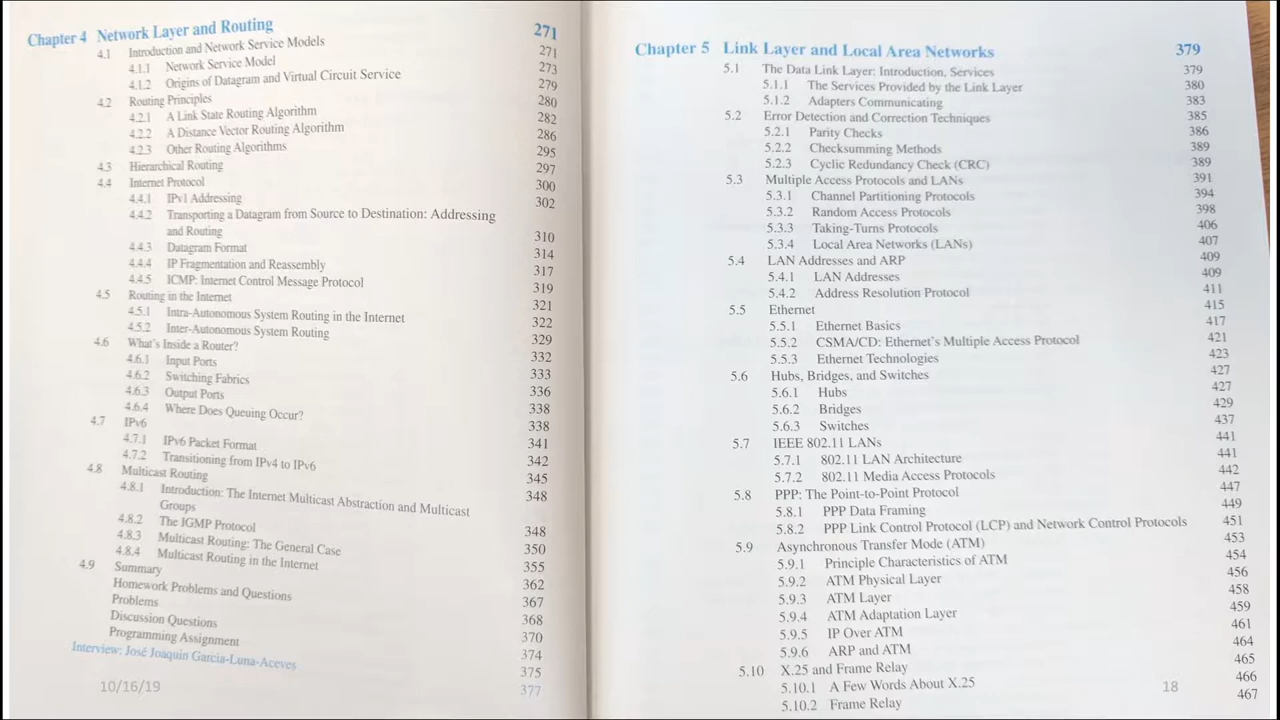 Chapter 4 Network Layer and Routing 271
4.1 Introduction and Network Service Models 271
4.1.1 Network Service Model 273
4.1.2 Origins of Datagram and Virtual Circuit Service 279
4.2 Routing Principles 280
4.2.1 A Link State Routing Algorithm 282
4.2.2 A Distance Vector Routing Algorithm 286
4.2.3 Other Routing Algorithms 295
4.3 Hierarchical Routing 297
4.4 Internet Protocol 300
4.4.1 IPv4 Addressing 302
4.4.2 Transporting a Datagram from Source to Destination: Addressing
and Routing 310
4.4.3 Datagram Format 314
4.4.4 IP Fragmentation and Reassembly 317
4.4.5 ICMP: Internet Control Message Protocol 319
4.5 Routing in the Internet 321
4.5.1 Intra-Autonomous System Routing in the Internet 322
4.5.2 Inter-Autonomous System Routing 329
4.6 What's Inside a Router? 332
4.6.1 Input Ports 333
4.6.2 Switching Fabrics 336
4.6.3 Output Ports 338
4.6.4 Where Does Queuing Occur? 338
4.7 IPv6 341
4.7.1 IPv6 Packet Format 342
4.7.2 Transitioning from IPv4 to IPv6 345
4.8 Multicast Routing 348
4.8.1 Introduction: The Internet Multicast Abstraction and Multicast
Groups 348
4.8.2 The IGMP Protocol 350
4.8.3 Multicast Routing: The General Case 355
4.8.4 Multicast Routing in the Internet 362
4.9 Summary 367
Homework Problems and Questions 368
Problems 370
Discussion Questions 374
Programming Assignment 375
Interview: José Joaquin Garcia-Luna-Aceves 377
10/16/19
Chapter 5 Link Layer and Local Area Networks 379
5.1 The Data Link Layer: Introduction, Services 379
5.1.1 The Services Provided by the Link Layer 380
5.1.2 Adapters Communicating 383
5.2 Error Detection and Correction Techniques 385
5.2.1 Parity Checks 386
5.2.2 Checksumming Methods 389
5.2.3 Cyclic Redundancy Check (CRC) 389
5.3 Multiple Access Protocols and LANs 391
5.3.1 Channel Partitioning Protocols 394
5.3.2 Random Access Protocols 398
5.3.3 Taking-Turns Protocols 406
5.3.4 Local Area Networks (LANs) 407
5.4 LAN Addresses and ARP 409
5.4.1 LAN Addresses 409
5.4.2 Address Resolution Protocol 411
5.5 Ethernet 415
5.5.1 Ethernet Basics 417
5.5.2 CSMA/CD: Ethernet's Multiple Access Protocol 421
5.5.3 Ethernet Technologies 423
5.6 Hubs, Bridges, and Switches 427
5.6.1 Hubs 427
5.6.2 Bridges 429
5.6.3 Switches 437
5.7 IEEE 802.11 LANs 441
5.7.1 802.11 LAN Architecture 441
5.7.2 802.11 Media Access Protocols 442
5.8 PPP: The Point-to-Point Protocol 447
5.8.1 PPP Data Framing 449
5.8.2 PPP Link Control Protocol (LCP) and Network Control Protocols 451
5.9 Asynchronous Transfer Mode (ATM) 453
5.9.1 Principle Characteristics of ATM 454
5.9.2 ATM Physical Layer 456
5.9.3 ATM Layer 458
5.9.4 ATM Adaptation Layer 459
5.9.5 IP Over ATM 461
5.9.6 ARP and ATM 464
5.10 X.25 and Frame Relay 465
5.10.1 A Few Words About X.25 466
5.10.2 Frame Relay 467
18